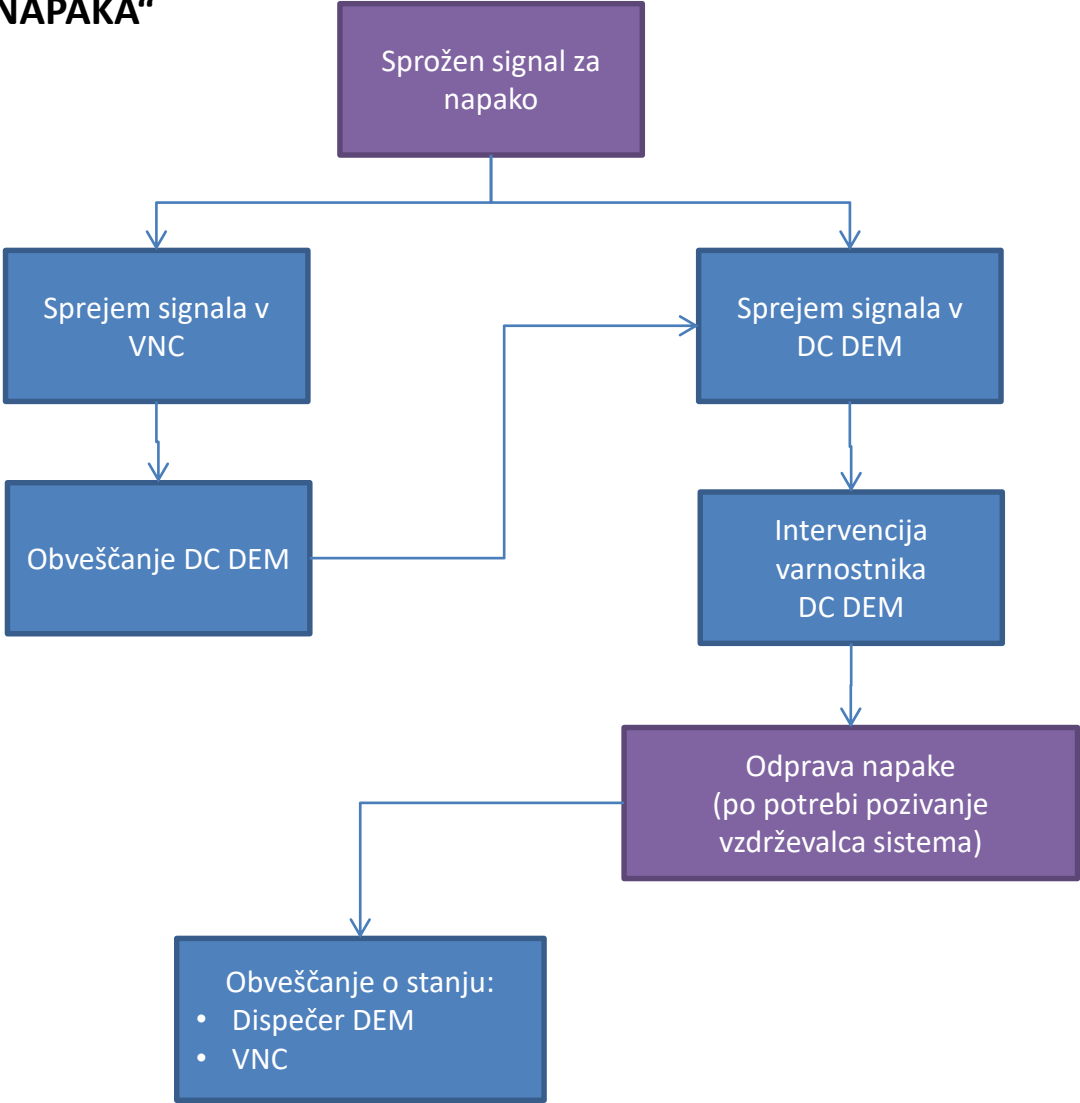 NAPAKA“
Sprožen signal za
napako
Sprejem signala v
VNC
Sprejem signala v
DC DEM
Obveščanje DC DEM
Intervencija
varnostnika
DC DEM
Odprava napake
(po potrebi pozivanje
vzdrževalca sistema)
Obveščanje o stanju:
• Dispečer DEM
• VNC